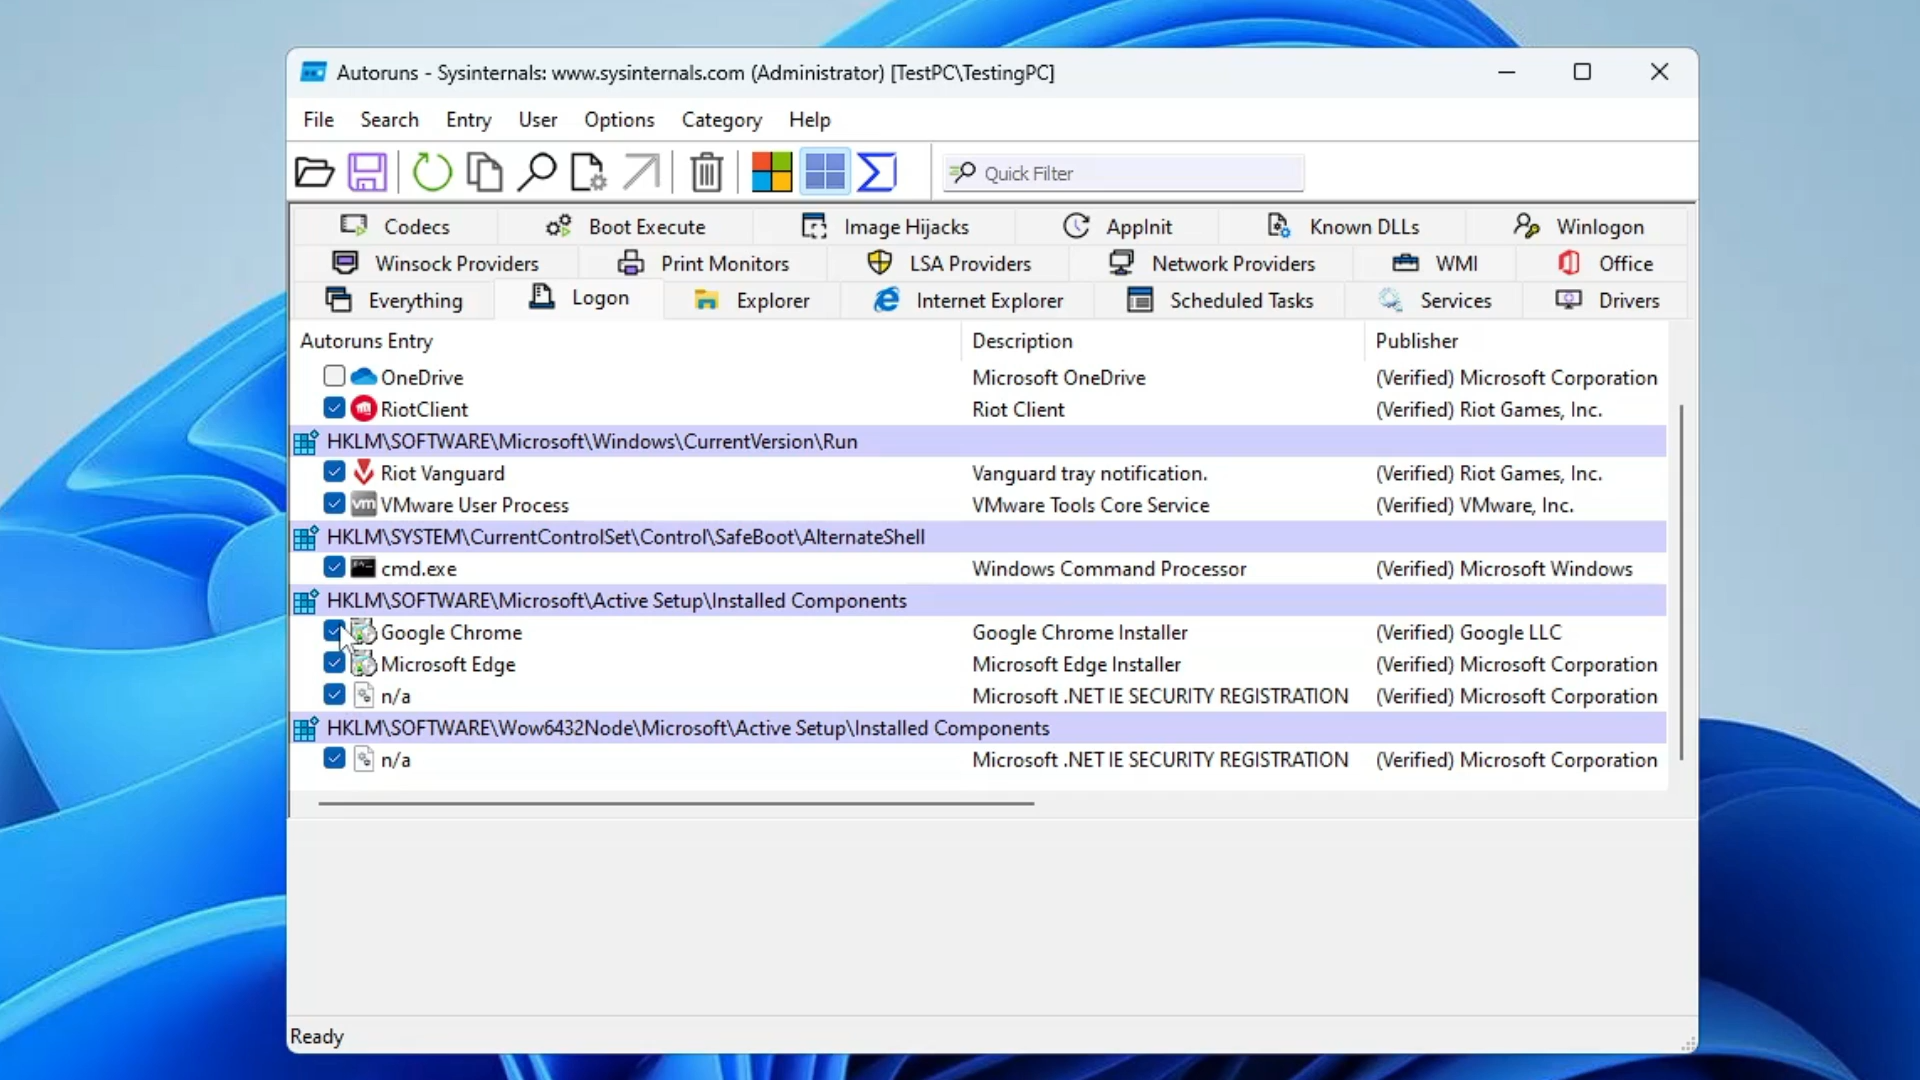 Autoruns - Sysinternals: www.sysinternals.com (Administrator) [TestPC\TestingPC]
File Search Entry User Options Category Help
Quick Filter
Codecs Boot Execute Image Hijacks AppInit Known DLLs Winlogon
Winsock Providers Print Monitors LSA Providers Network Providers WMI Office
Everything Logon Explorer Internet Explorer Scheduled Tasks Services Drivers
Autoruns Entry Description Publisher
OneDrive Microsoft OneDrive (Verified) Microsoft Corporation
RiotClient Riot Client (Verified) Riot Games, Inc.
HKLM\SOFTWARE\Microsoft\Windows\CurrentVersion\Run
Riot Vanguard Vanguard tray notification. (Verified) Riot Games, Inc.
vm VMware User Process VMware Tools Core Service (Verified) VMware, Inc.
HKLM\SYSTEM\CurrentControlSet\Control\SafeBoot\AlternateShell
cmd.exe Windows Command Processor (Verified) Microsoft Windows
HKLM\SOFTWARE\Microsoft\Active Setup\Installed Components
Google Chrome Google Chrome Installer (Verified) Google LLC
Microsoft Edge Microsoft Edge Installer (Verified) Microsoft Corporation
n/a Microsoft .NET IE SECURITY REGISTRATION (Verified) Microsoft Corporation
HKLM\SOFTWARE\Wow6432Node\Microsoft\Active Setup\Installed Components
n/a Microsoft .NET IE SECURITY REGISTRATION (Verified) Microsoft Corporation
Ready